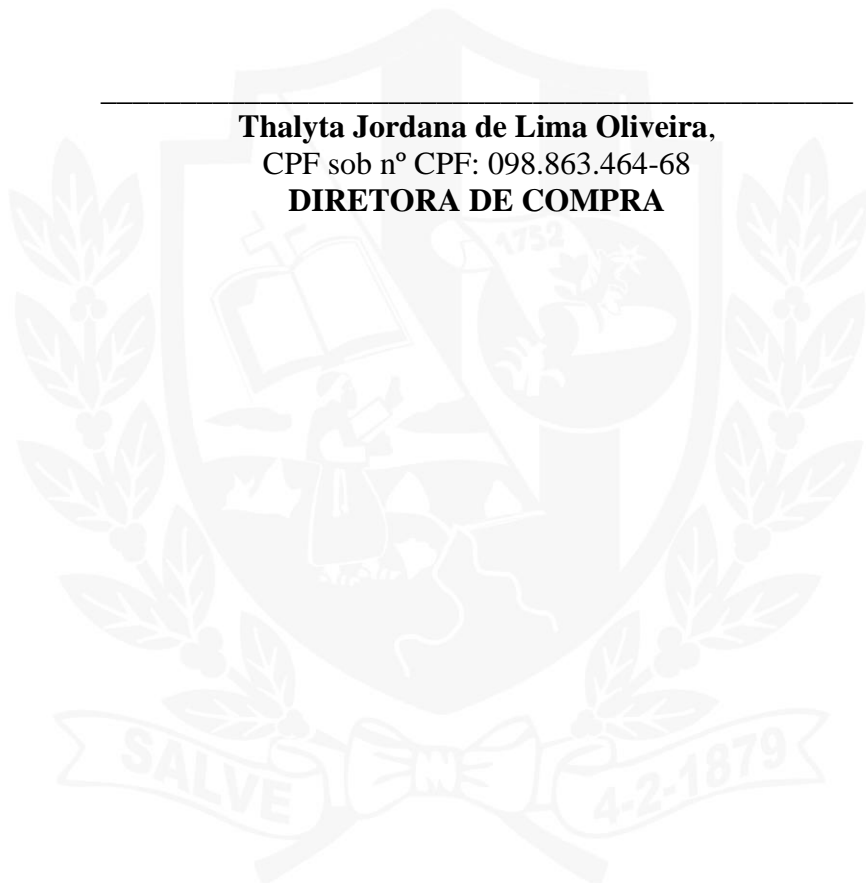 Thalyta Jordana de Lima Oliveira,
CPF sob nº CPF: 098.863.464-68
DIRETORA DE COMPRA
1752
SALVE
4-2-1879